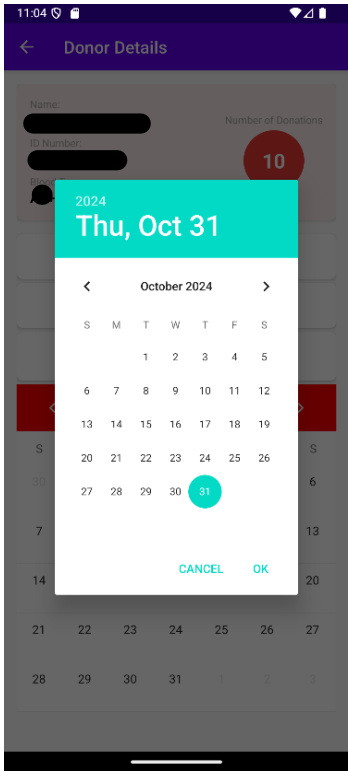 11:04
Donor Details
Name:
Number of Donations
ID Number:
10
2024
Thu, Oct 31
October 2024
S M T W T F S
1 2 3 4 5
6 7 8 9 10 11 12
13 14 15 16 17 18 19
20 21 22 23 24 25 26
27 28 29 30 31
CANCEL OK
S S
30 6
7 13
14 20
21 22 23 24 25 26 27
28 29 30 31 1 2 3